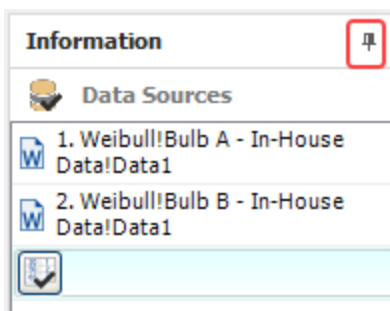 Information
Data Sources
1. Weibull!Bulb A - In-House
Data!Data1
2. Weibull!Bulb B - In-House
Data!Data1